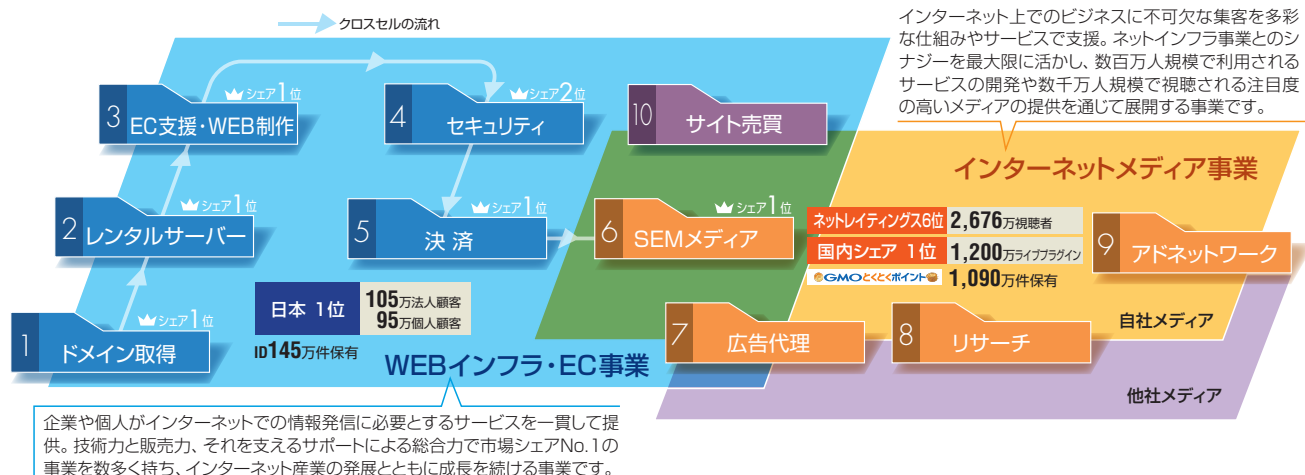 クロスセルの流れ
インターネット上でのビジネスに不可欠な集客を多彩
な仕組みやサービスで支援。ネットインフラ事業とのシ
ナジーを最大限に活かし、数百万人規模で利用される
サービスの開発や数千万人規模で視聴される注目度
の高いメディアの提供を通じて展開する事業です。
シェア1位
3 EC支援・WEB制作
シェア2位
4 セキュリティ
10 サイト売買
インターネットメディア事業
2 レンタルサーバー
シェア1位
5 決済
シェア1位
6 SEMメディア
シェア1位
ネットレイティングス6位 2,676万視聴者
国内シェア 1位 1,200万ライブプラグイン
GMOとくとくポイント 1,090万件保有
9 アドネットワーク
1 ドメイン取得
シェア1位
日本 1位 105万法人顧客
95万個人顧客
ID145万件保有
WEBインフラ・EC事業
7 広告代理
8 リサーチ
自社メディア
他社メディア
企業や個人がインターネットでの情報発信に必要とするサービスを一貫して提
供。技術力と販売力、それを支えるサポートによる総合力で市場シェアNo.1の
事業を数多く持ち、インターネット産業の発展とともに成長を続ける事業です。